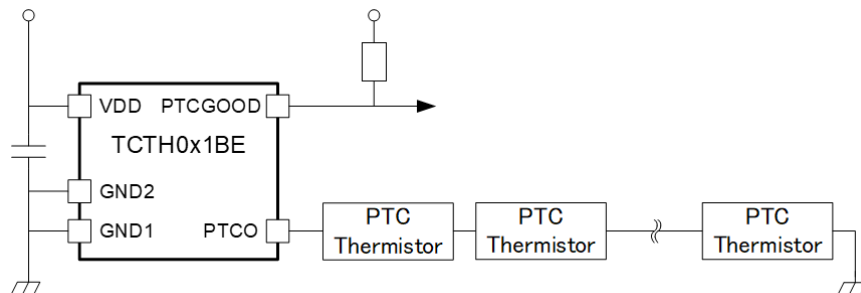 VDD PTCGOOD
TCTH0x1BE
GND2
GND1 PTCO
PTC
Thermistor
PTC
Thermistor
PTC
Thermistor